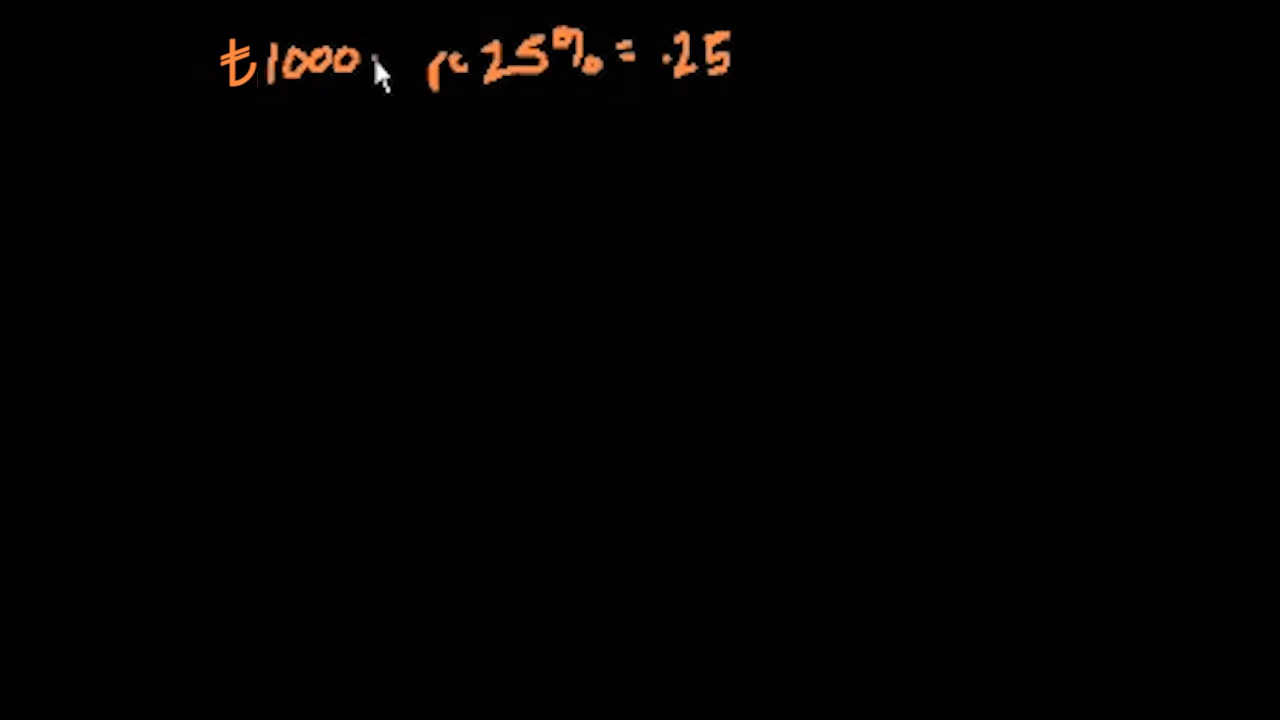 ₺1000 r = 25% = .25